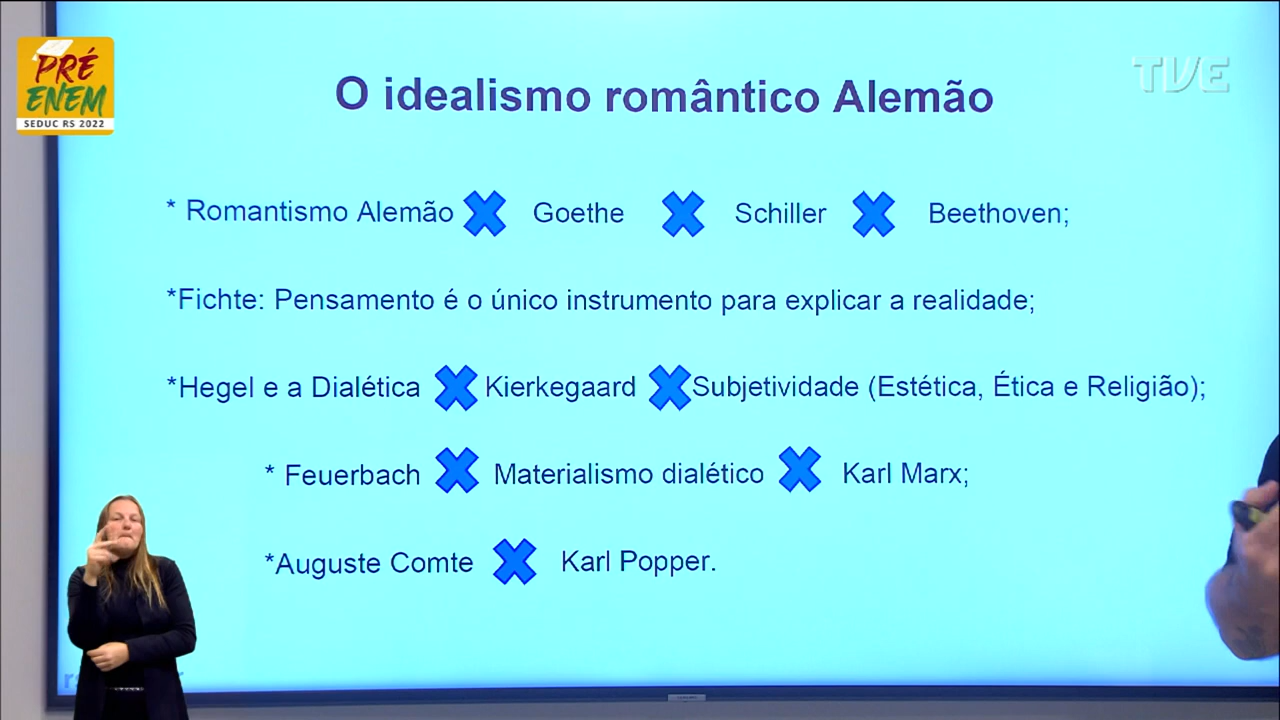 PRÉ
ENEM
SEDUC RS 2022
TVE
O idealismo romântico Alemão
* Romantismo Alemão Goethe Schiller Beethoven;
*Fichte: Pensamento é o único instrumento para explicar a realidade;
*Hegel e a Dialética Kierkegaard Subjetividade (Estética, Ética e Religião);
* Feuerbach Materialismo dialético Karl Marx;
*Auguste Comte Karl Popper.